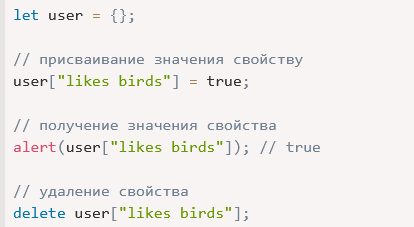 let user = {};
// присваивание значения свойству
user["likes birds"] = true;
// получение значения свойства
alert(user["likes birds"]); // true
// удаление свойства
delete user["likes birds"];